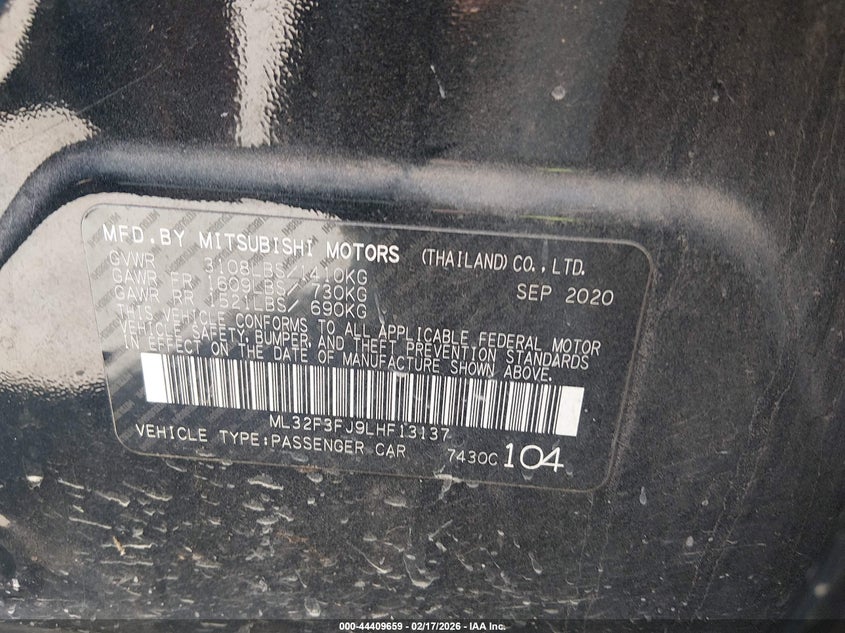 MFD.BY MITSUBISHI MOTORS (THAILAND)CO.,LTD.
GVWR 3108LBS/1410KG SEP 2020
GAWR FR 1609LBS/ 730KG
GAWR RR 1521LBS/ 690KG
THIS VEHICLE CONFORMS TO ALL APPLICABLE FEDERAL MOTOR
VEHICLE SAFETY, BUMPER, AND THEFT PREVENTION STANDARDS
IN EFFECT ON THE DATE OF MANUFACTURE SHOWN ABOVE.
ML32F3FJ9LHF13137
VEHICLE TYPE:PASSENGER CAR 7430C 104
000-44409659 - 02/17/2026 - IAA Inc.